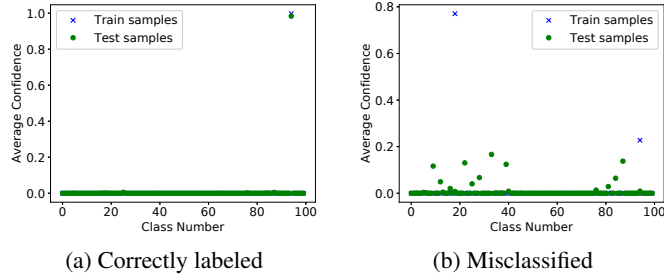 1.0
0.8
0.6
0.4
0.2
0.0
Average Confidence
Train samples
Test samples
0 20 40 60 80 100
Class Number
(a) Correctly labeled
0.8
0.6
0.4
0.2
0.0
Average Confidence
Train samples
Test samples
0 20 40 60 80 100
Class Number
(b) Misclassified